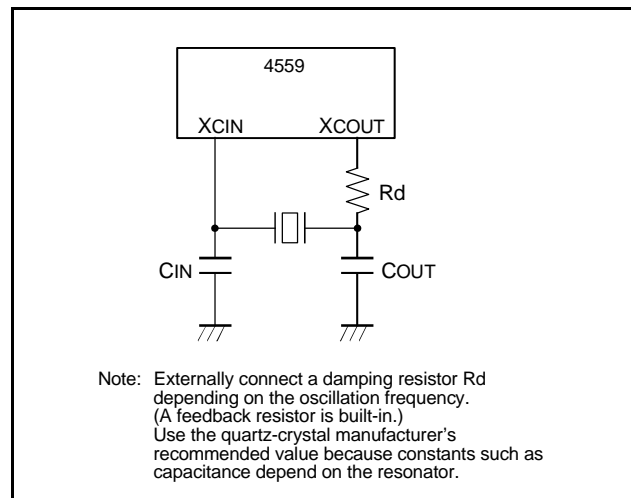 4559
XCIN XCOUT
Rd
CIN COUT
Note: Externally connect a damping resistor Rd
depending on the oscillation frequency.
(A feedback resistor is built-in.)
Use the quartz-crystal manufacturer’s
recommended value because constants such as
capacitance depend on the resonator.